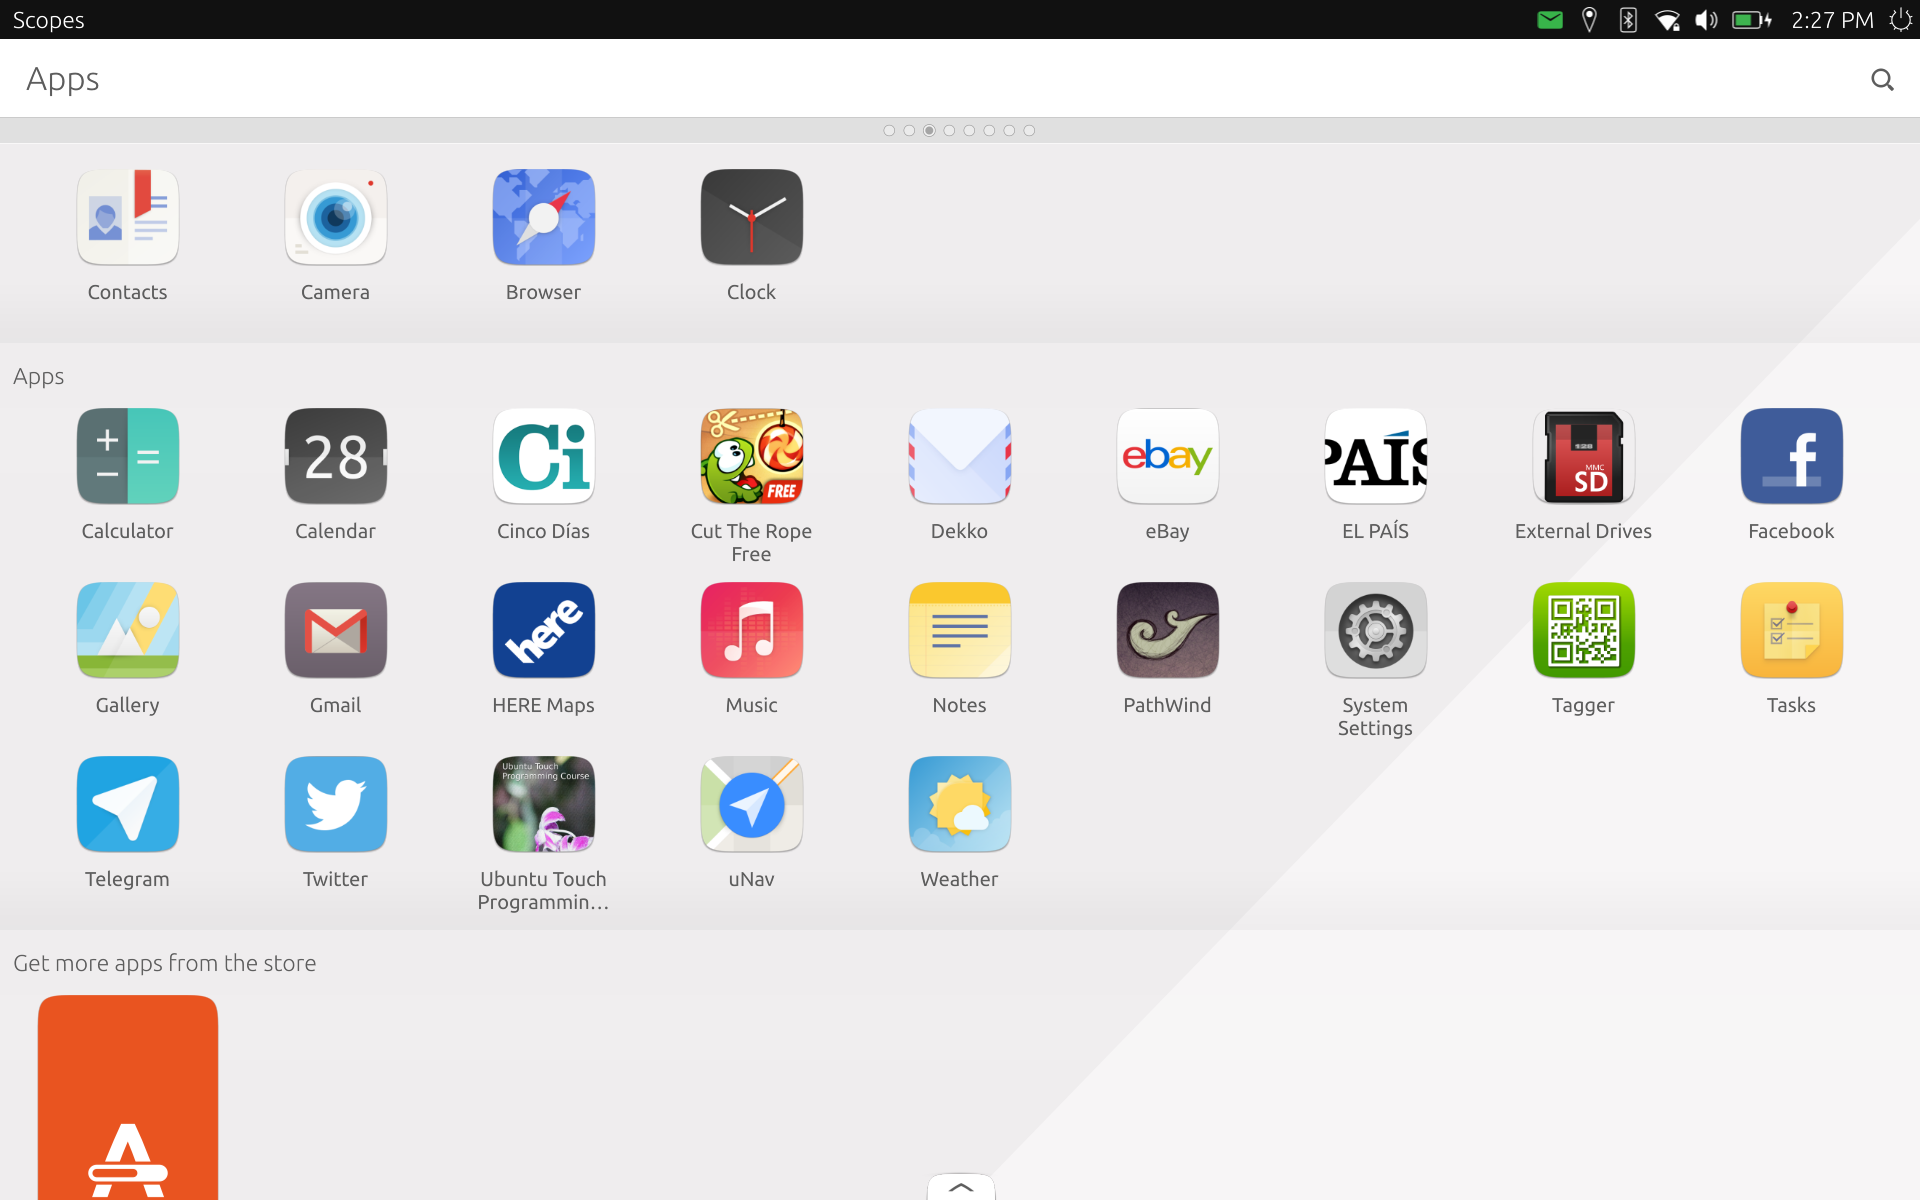 Scopes
2:27 PM
Apps
Contacts
Camera
Browser
Clock
Apps
+
−
=
28
Ci
FREE
ebay
PAÍS
128
MMC
SD
f
Calculator
Calendar
Cinco Días
Cut The Rope
Free
Dekko
eBay
EL PAÍS
External Drives
Facebook
here
Gallery
Gmail
HERE Maps
Music
Notes
PathWind
System
Settings
Tagger
Tasks
Ubuntu Touch
Programming Course
Telegram
Twitter
Ubuntu Touch
Programmin...
uNav
Weather
Get more apps from the store